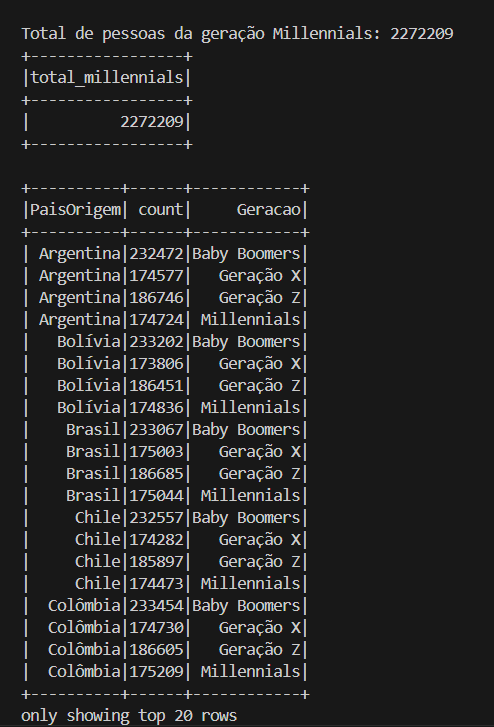 Total de pessoas da geração Millennials: 2272209
+-----------------+
|total_millennials|
+-----------------+
|          2272209|
+-----------------+
+----------+------+------------+
|PaisOrigem| count|     Geracao|
+----------+------+------------+
| Argentina|232472|Baby Boomers|
| Argentina|174577|   Geração X|
| Argentina|186746|   Geração Z|
| Argentina|174724| Millennials|
|   Bolívia|233202|Baby Boomers|
|   Bolívia|173806|   Geração X|
|   Bolívia|186451|   Geração Z|
|   Bolívia|174836| Millennials|
|    Brasil|233067|Baby Boomers|
|    Brasil|175003|   Geração X|
|    Brasil|186685|   Geração Z|
|    Brasil|175044| Millennials|
|     Chile|232557|Baby Boomers|
|     Chile|174282|   Geração X|
|     Chile|185897|   Geração Z|
|     Chile|174473| Millennials|
|  Colômbia|233454|Baby Boomers|
|  Colômbia|174730|   Geração X|
|  Colômbia|186605|   Geração Z|
|  Colômbia|175209| Millennials|
+----------+------+------------+
only showing top 20 rows